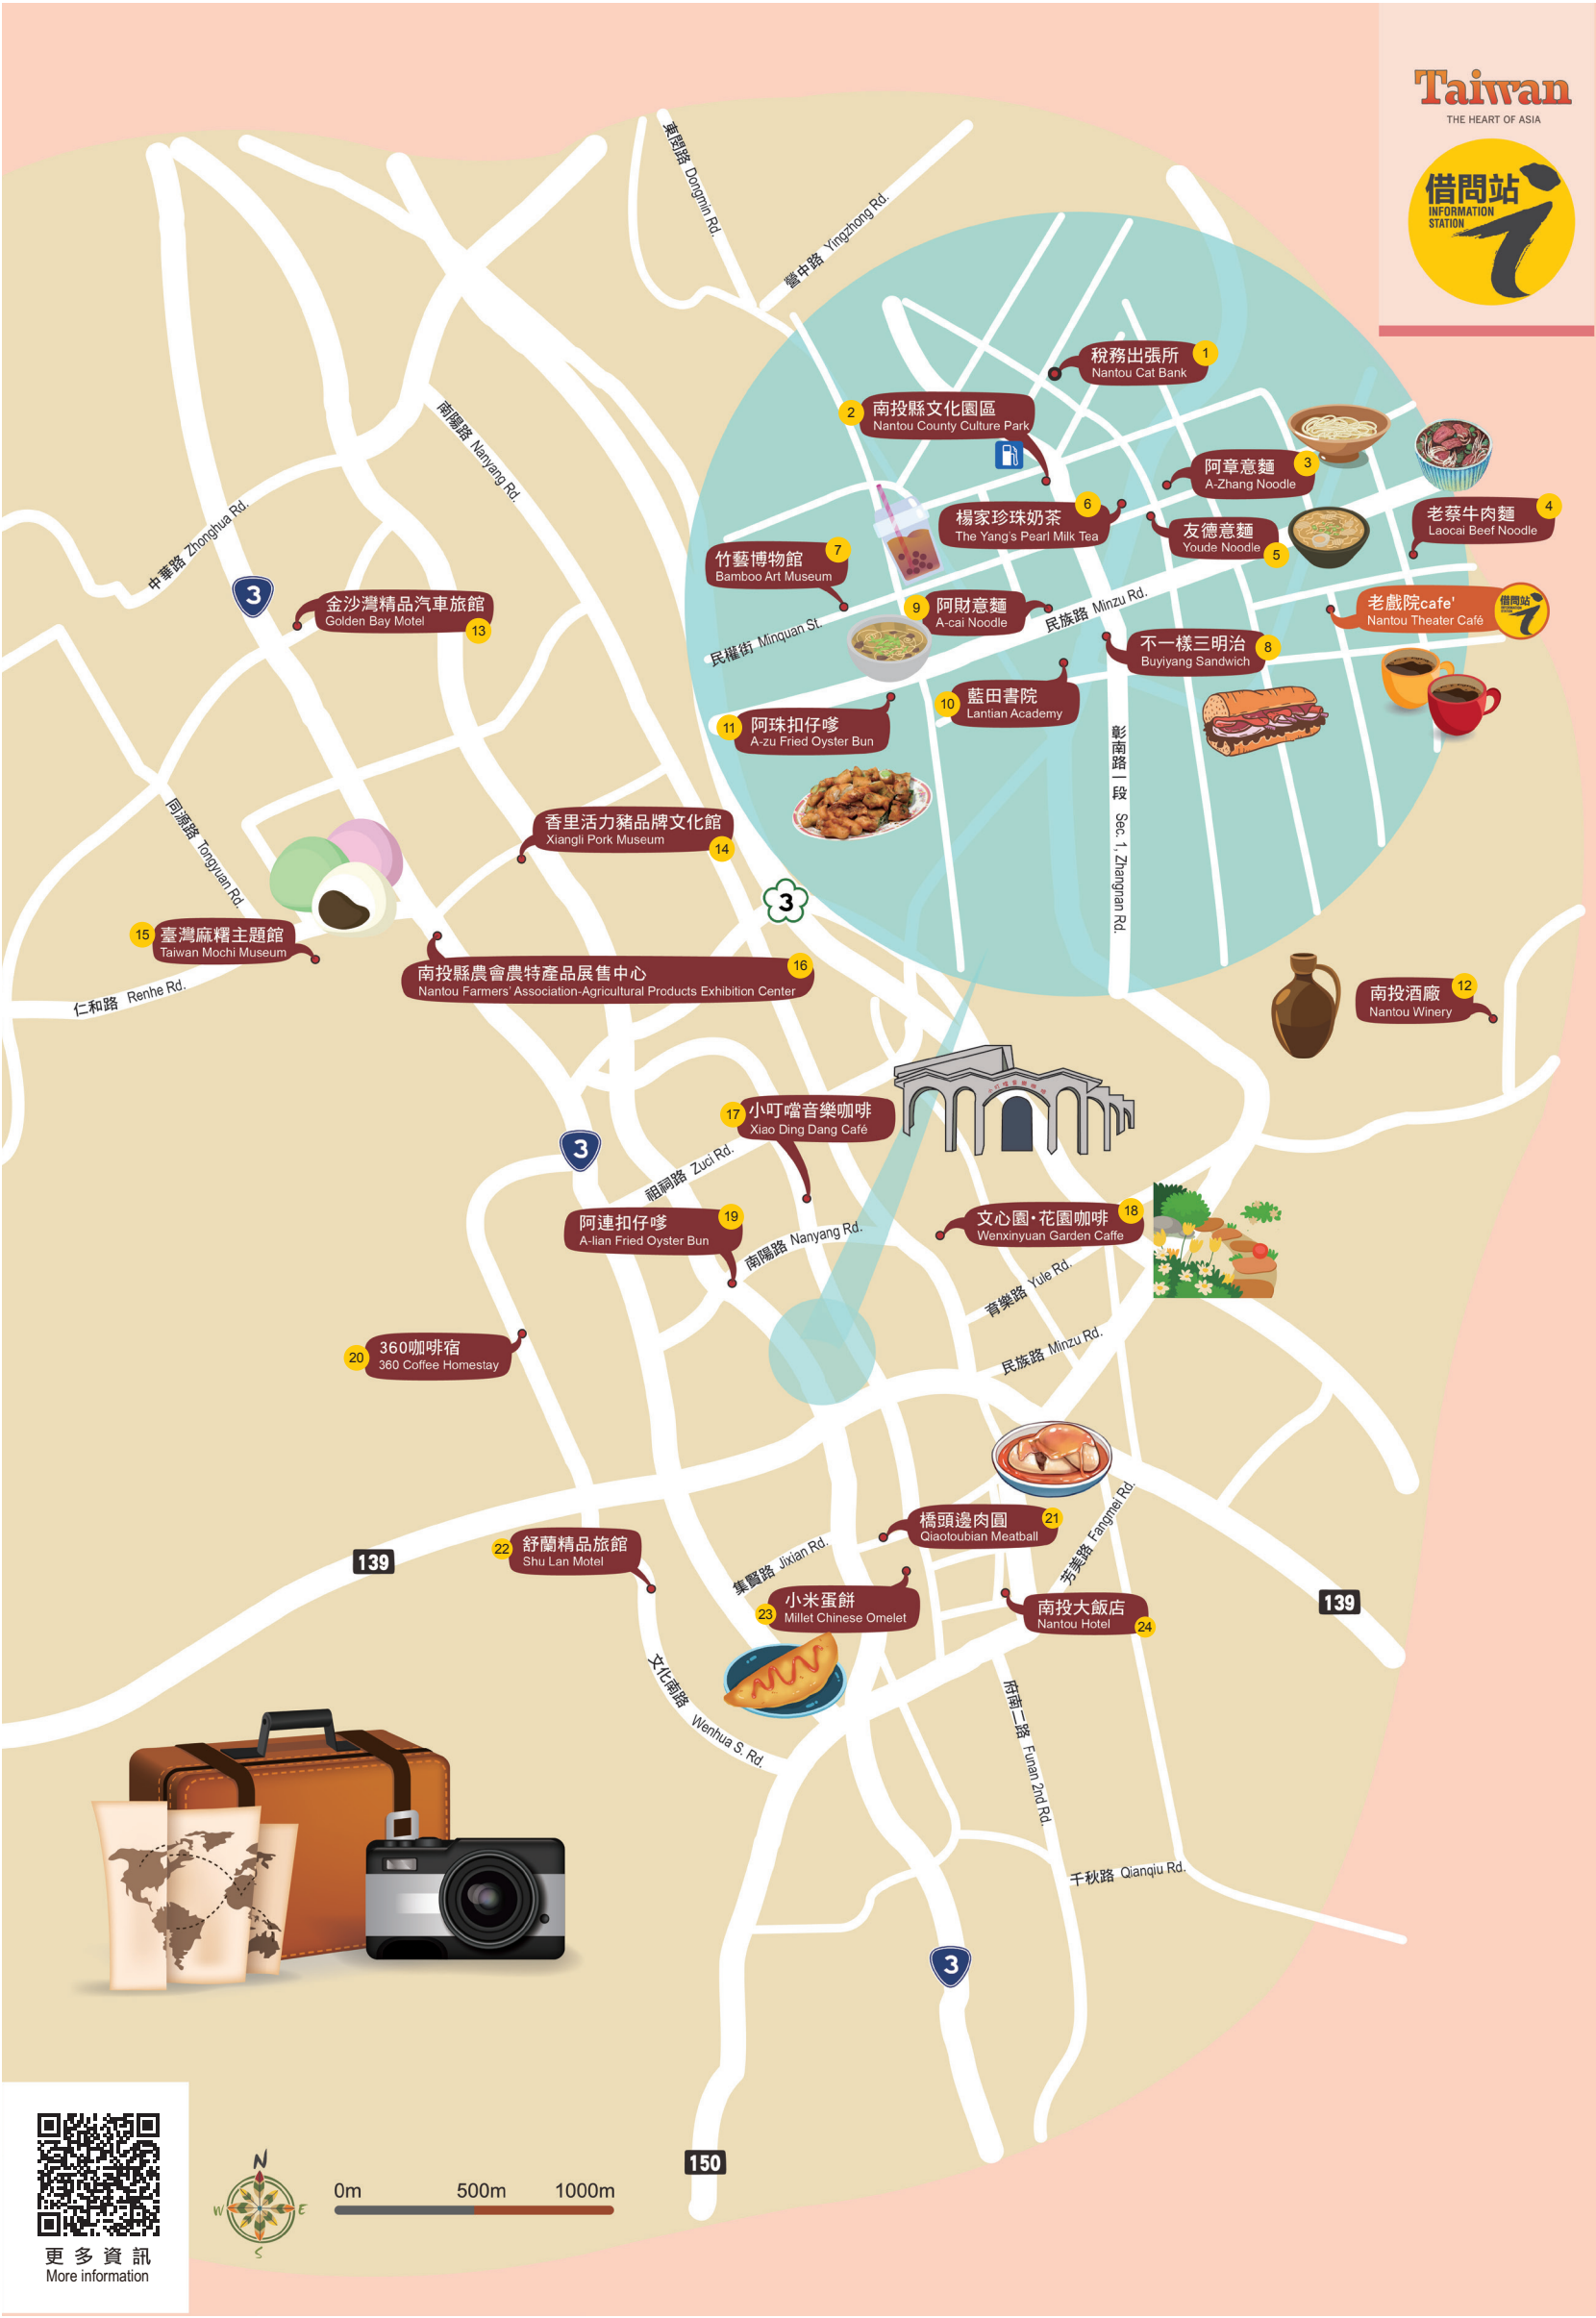 Taiwan
THE HEART OF ASIA
借問站
INFORMATION
STATION
東閔路 Dongmin Rd.
營中路 Yingzhong Rd.
稅務出張所 1
Nantou Cat Bank
2 南投縣文化園區
Nantou County Culture Park
南陽路 Nanyang Rd.
阿章意麵 3
A-Zhang Noodle
老蔡牛肉麵 4
Laocai Beef Noodle
楊家珍珠奶茶 6
The Yang's Pearl Milk Tea
友德意麵
Youde Noodle 5
竹藝博物館 7
Bamboo Art Museum
中華路 Zhonghua Rd.
3
金沙灣精品汽車旅館
Golden Bay Motel
13
9 阿財意麵
A-cai Noodle
民族路 Minzu Rd.
老戲院cafe'
Nantou Theater Café
借問站
民權街 Minquan St.
不一樣三明治 8
Buyiyang Sandwich
10 藍田書院
Lantian Academy
11 阿珠扣仔嗲
A-zu Fried Oyster Bun
彰南路一段 Sec. 1, Zhangnan Rd.
同源路 Tongyuan Rd.
香里活力豬品牌文化館
Xiangli Pork Museum
14
3
15 臺灣麻糬主題館
Taiwan Mochi Museum
南投縣農會農特產品展售中心 16
Nantou Farmers' Association-Agricultural Products Exhibition Center
仁和路 Renhe Rd.
南投酒廠 12
Nantou Winery
17 小叮噹音樂咖啡
Xiao Ding Dang Café
3
祖祠路 Zuci Rd.
阿連扣仔嗲 19
A-lian Fried Oyster Bun
南陽路 Nanyang Rd.
文心園·花園咖啡 18
Wenxinyuan Garden Caffe
育樂路 Yule Rd.
民族路 Minzu Rd.
20 360咖啡宿
360 Coffee Homestay
橋頭邊肉圓 21
Qiaotoubian Meatball
芳美路 Fangmei Rd.
22 舒蘭精品旅館
Shu Lan Motel
139
集賢路 Jixian Rd.
小米蛋餅
23 Millet Chinese Omelet
南投大飯店
Nantou Hotel 24
139
文化南路 Wenhua S. Rd.
府南二路 Funan 2nd Rd.
千秋路 Qianqiu Rd.
3
150
N
W E
S
0m 500m 1000m
更多資訊
More information